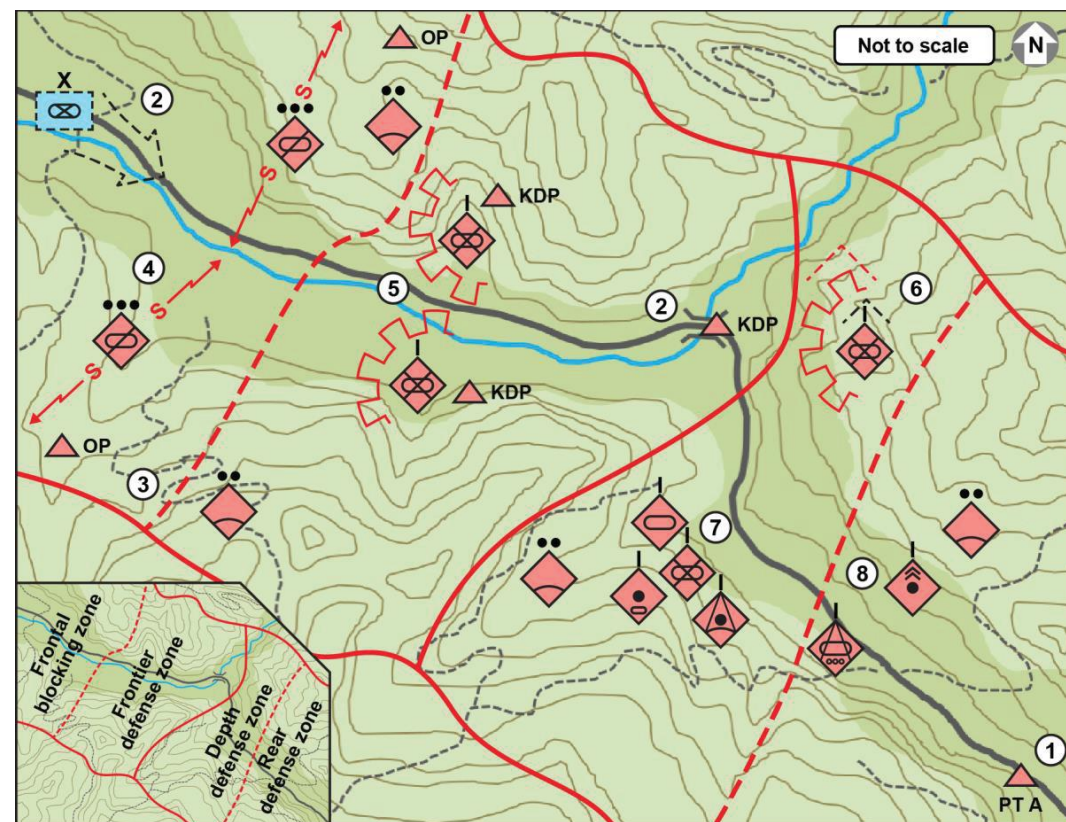 Not to scale
N
OP
X
2
S
KDP
S
4
5
6
S
2
KDP
S
KDP
OP
3
7
8
Frontal
blocking zone
Frontier
defense zone
Depth
defense zone
Rear
defense zone
1
PT A